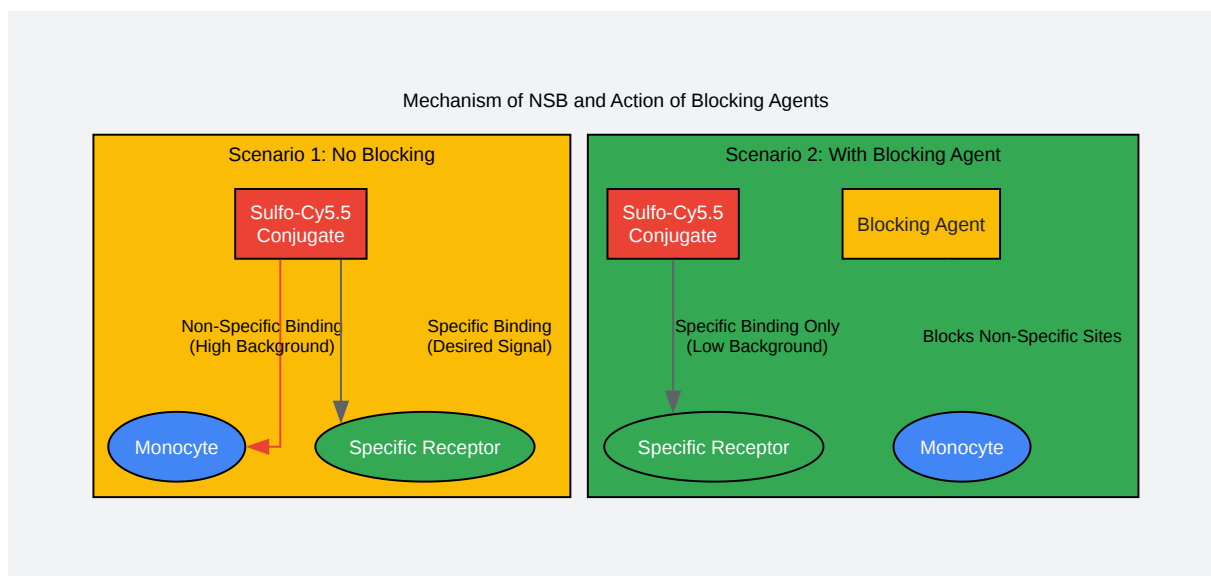 Mechanism of NSB and Action of Blocking Agents
Scenario 1: No Blocking
Sulfo-Cy5.5
Conjugate
Non-Specific Binding
(High Background)
Specific Binding
(Desired Signal)
Monocyte
Specific Receptor
Scenario 2: With Blocking Agent
Sulfo-Cy5.5
Conjugate
Blocking Agent
Specific Binding Only
(Low Background)
Blocks Non-Specific Sites
Specific Receptor
Monocyte